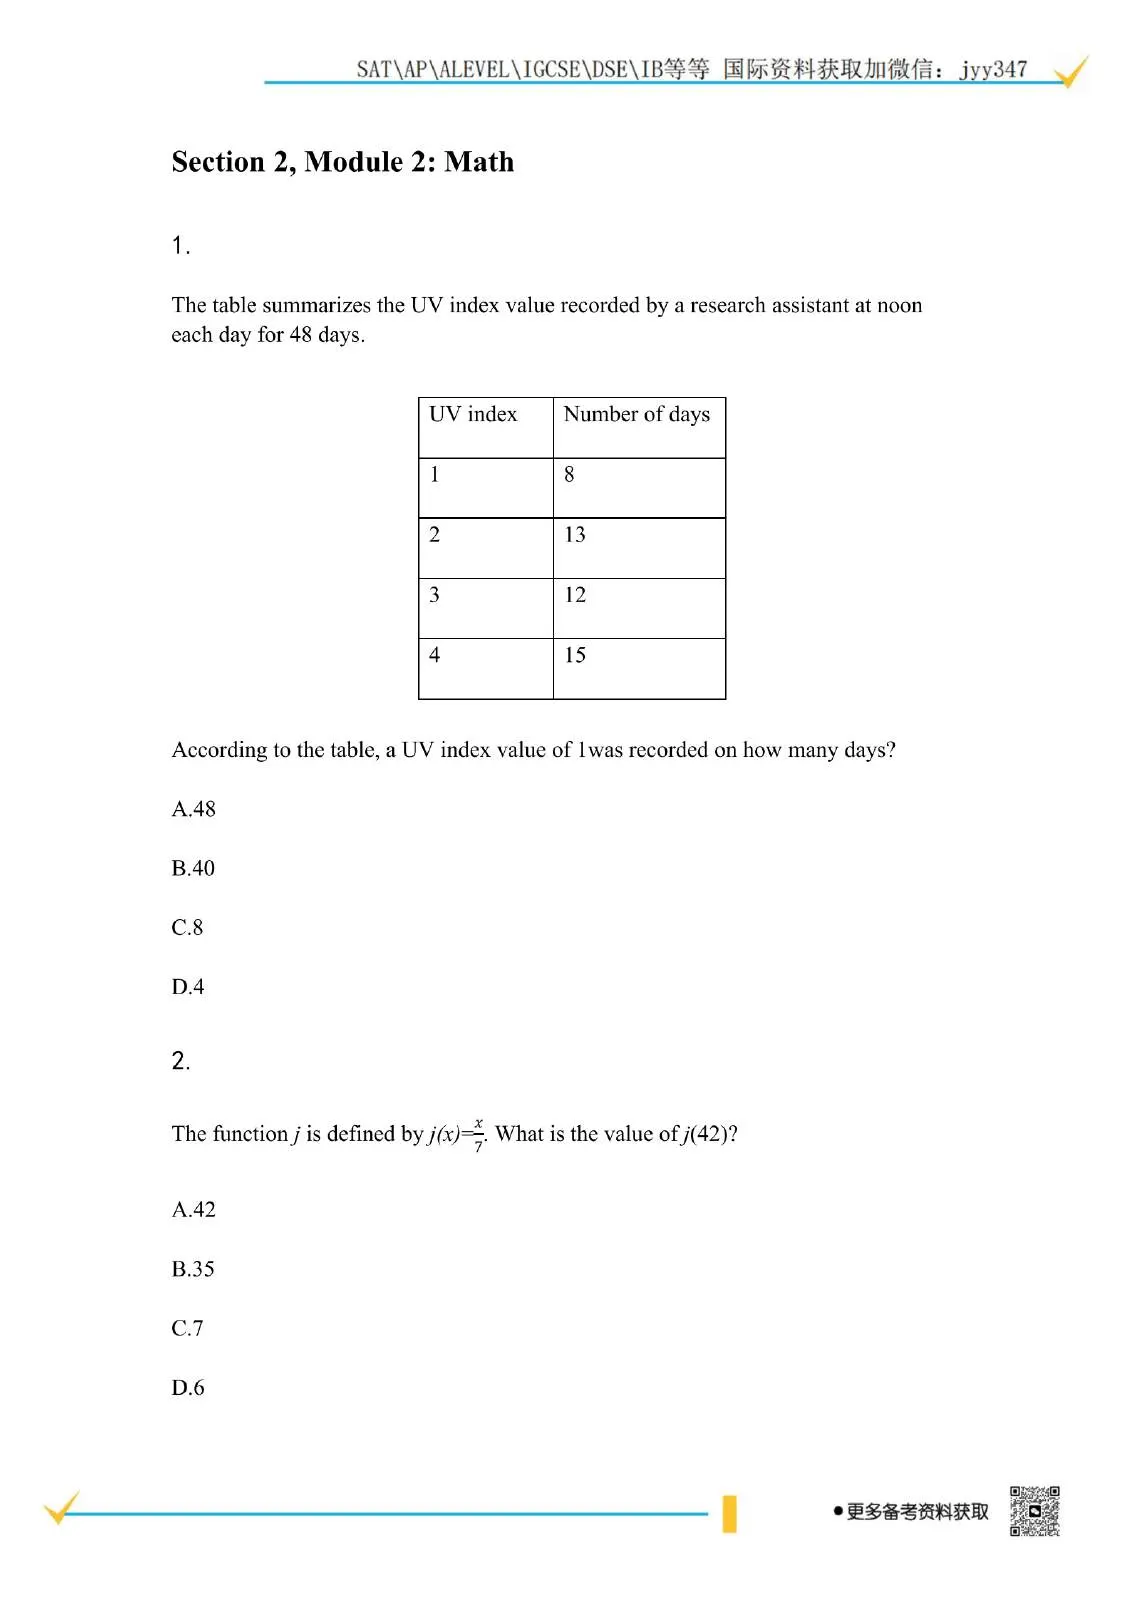 SAT\AP\ALEVEL\IGCSE\DSE\IB等等 国际资料获取加微信：jyy347
Section 2, Module 2: Math
1.
The table summarizes the UV index value recorded by a research assistant at noon
each day for 48 days.
UV index Number of days
1 8
2 13
3 12
4 15
According to the table, a UV index value of 1was recorded on how many days?
A.48
B.40
C.8
D.4
2.
The function j is defined by j(x)=x/7. What is the value of j(42)?
A.42
B.35
C.7
D.6
●更多备考资料获取